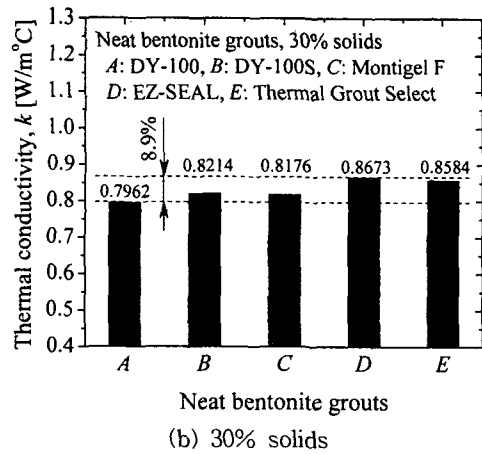 1.3
1.2
1.1
1.0
0.9
0.8
0.7
0.6
0.5
0.4
Thermal conductivity, k [W/m°C]
Neat bentonite grouts, 30% solids
A: DY-100, B: DY-100S, C: Montigel F
D: EZ-SEAL, E: Thermal Grout Select
8.9%
0.7962
0.8214
0.8176
0.8673
0.8584
A B C D E
Neat bentonite grouts
(b) 30% solids